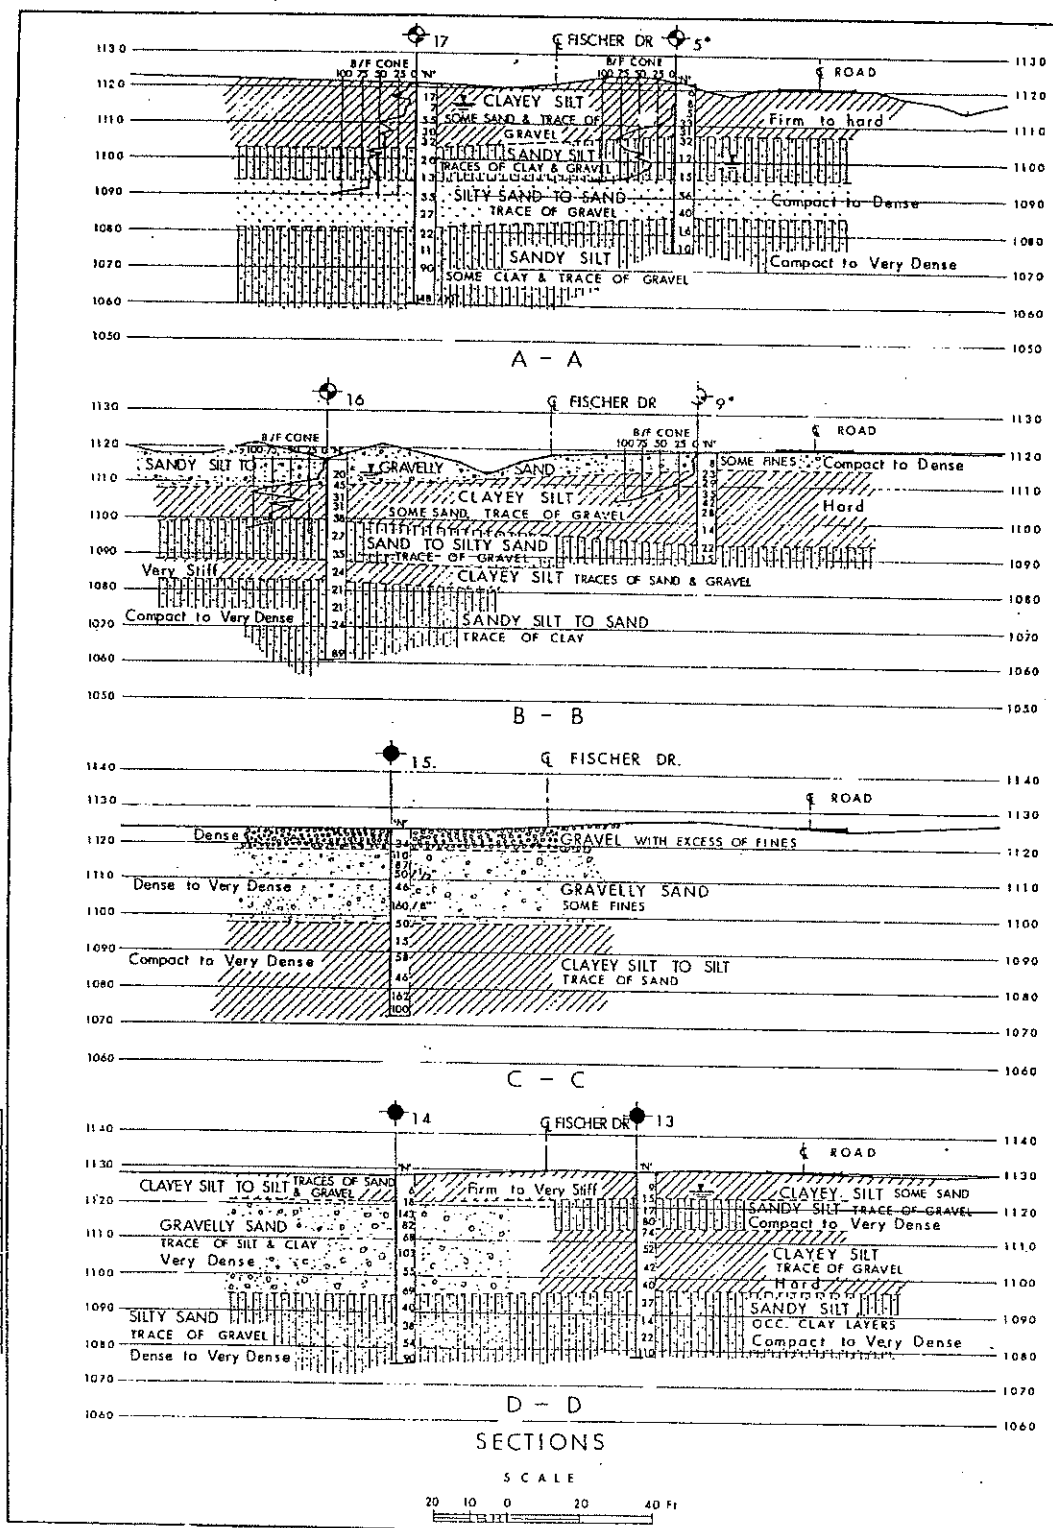 17
℄ FISCHER DR
5*
1130
1130
B/F CONE
100 75 50 25 0 'N'
B/F CONE
100 75 50 25 0 'N'
℄ ROAD
1120
CLAYEY SILT
1120
1110
SOME SAND & TRACE OF
GRAVEL
Firm to hard
1110
1100
SANDY SILT
TRACES OF CLAY & GRAVEL
1100
1090
SILTY SAND TO SAND
TRACE OF GRAVEL
Compact to Dense
1090
1080
1080
1070
SANDY SILT
SOME CLAY & TRACE OF GRAVEL
Compact to Very Dense
1070
1060
1060
1050
1050
A - A
16
℄ FISCHER DR
9*
1130
1130
B/F CONE
100 75 50 25 0 'N'
B/F CONE
100 75 50 25 0 'N'
℄ ROAD
1120
1120
SANDY SILT TO
GRAVELLY SAND
SOME FINES
Compact to Dense
1110
CLAYEY SILT
SOME SAND, TRACE OF GRAVEL
Hard
1110
1100
1100
1090
SAND TO SILTY SAND
TRACE OF GRAVEL
1090
Very Stiff
CLAYEY SILT TRACES OF SAND & GRAVEL
1080
1080
Compact to Very Dense
SANDY SILT TO SAND
TRACE OF CLAY
1070
1070
1060
1060
1050
1050
B - B
15.
℄ FISCHER DR.
1140
1140
1130
℄ ROAD
1130
'N'
Dense
GRAVEL WITH EXCESS OF FINES
1120
1120
1110
Dense to Very Dense
GRAVELLY SAND
SOME FINES
1110
1100
1100
1090
Compact to Very Dense
CLAYEY SILT TO SILT
TRACE OF SAND
1090
1080
1080
1070
1070
1060
1060
C - C
14
℄ FISCHER DR
13
1140
1140
1130
'N'
'N'
℄ ROAD
1130
CLAYEY SILT TO SILT TRACES OF SAND
& GRAVEL
Firm to Very Stiff
CLAYEY SILT SOME SAND
1120
SANDY SILT TRACE OF GRAVEL
Compact to Very Dense
1120
GRAVELLY SAND
TRACE OF SILT & CLAY
Very Dense
1110
CLAYEY SILT
TRACE OF GRAVEL
Hard
1110
1100
1100
1090
SILTY SAND
TRACE OF GRAVEL
Dense to Very Dense
SANDY SILT
OCC. CLAY LAYERS
Compact to Very Dense
1090
1080
1080
1070
1070
1060
1060
D - D
SECTIONS
SCALE
20 10 0 20 40 Ft